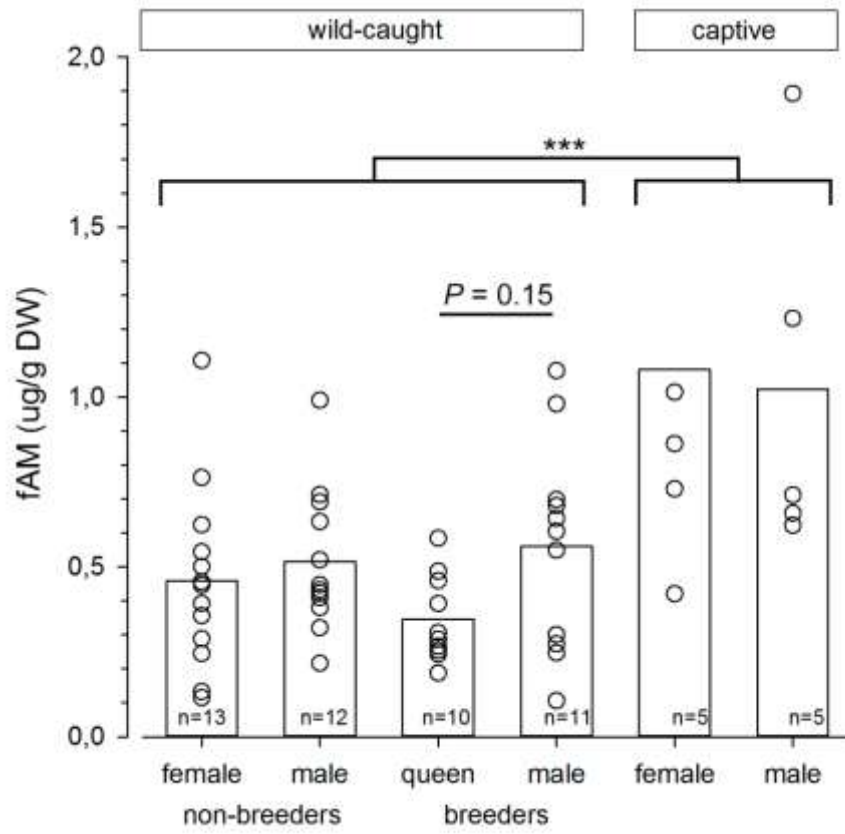 wild-caught captive
2,0
***
1,5
P = 0.15
fAM (ug/g DW)
1,0
0,5
n=13 n=12 n=10 n=11 n=5 n=5
0,0
female male queen male female male
non-breeders breeders